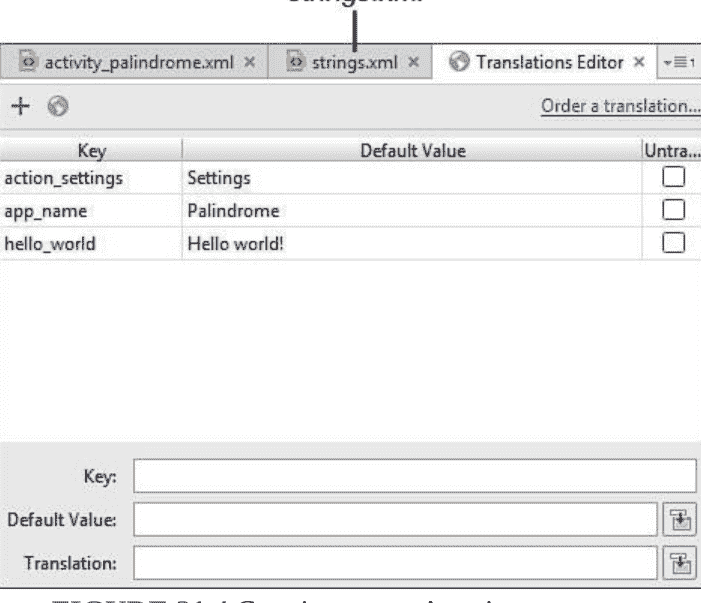 activity_palindrome.xml × strings.xml × Translations Editor ×
Order a translation...
Key Default Value Untra...
action_settings Settings
app_name Palindrome
hello_world Hello world!
Key:
Default Value:
Translation: